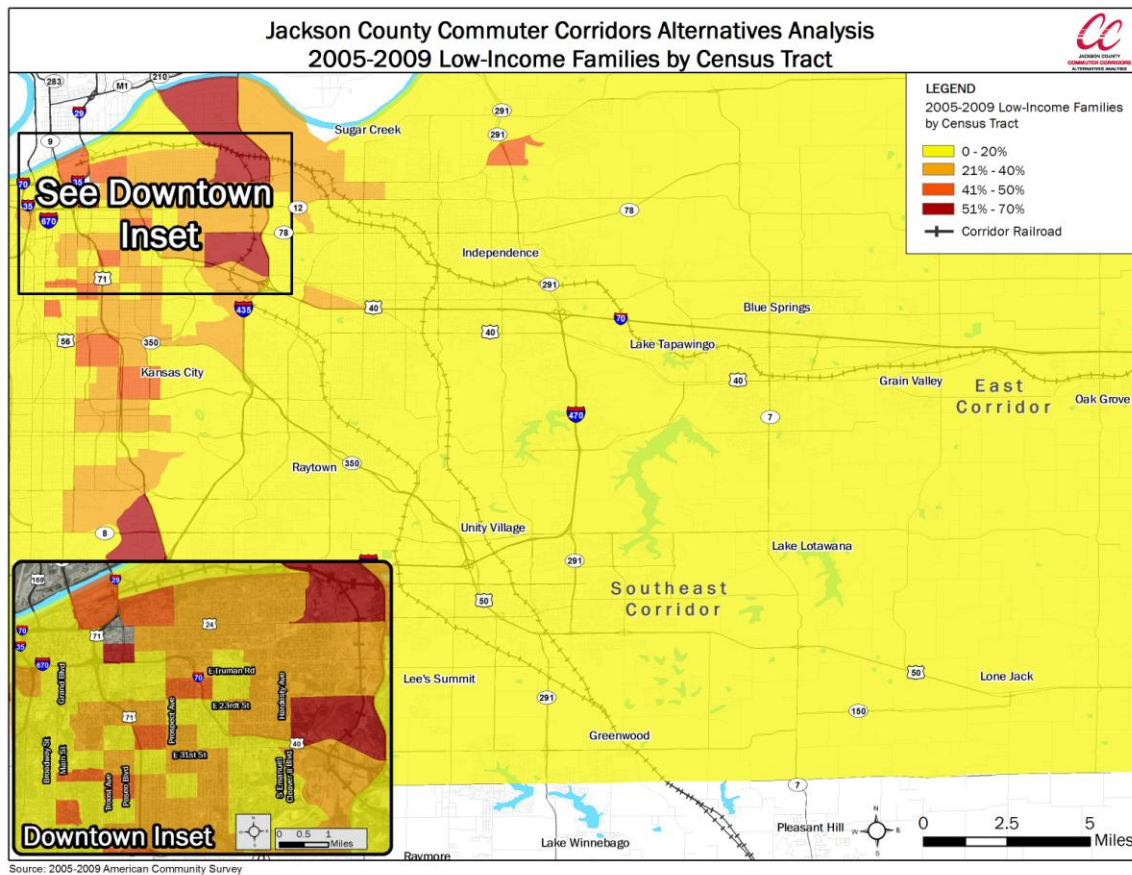 Jackson County Commuter Corridors Alternatives Analysis
2005-2009 Low-Income Families by Census Tract
CC
JACKSON COUNTY
COMMUTER CORRIDORS
ALTERNATIVES ANALYSIS
LEGEND
2005-2009 Low-Income Families
by Census Tract
0 - 20%
21% - 40%
41% - 50%
51% - 70%
Corridor Railroad
283
M1
210
29
9
291
Sugar Creek
291
70
35
35
670
See Downtown
Inset
12
78
78
Independence
71
291
435
40
40
Blue Springs
70
56
350
Lake Tapawingo
Kansas City
40
Grain Valley
East
Corridor
Oak Grove
470
7
Raytown
350
Unity Village
8
291
Lake Lotawana
Southeast
Corridor
50
50
Lone Jack
Lee's Summit
291
150
Greenwood
7
Pleasant Hill
Lake Winnebago
Raymore
N
W
E
S
0 2.5 5
Miles
169
29
70
71
24
35
670
Grand Blvd
E Truman Rd
70
Prospect Ave
E 23rd St
Hardesty Ave
71
40
Broadway St
Main St
E 31st St
Troost Ave
Paseo Blvd
S Emanuel
Cleaver II Blvd
Downtown Inset
0 0.5 1
Miles
Source: 2005-2009 American Community Survey